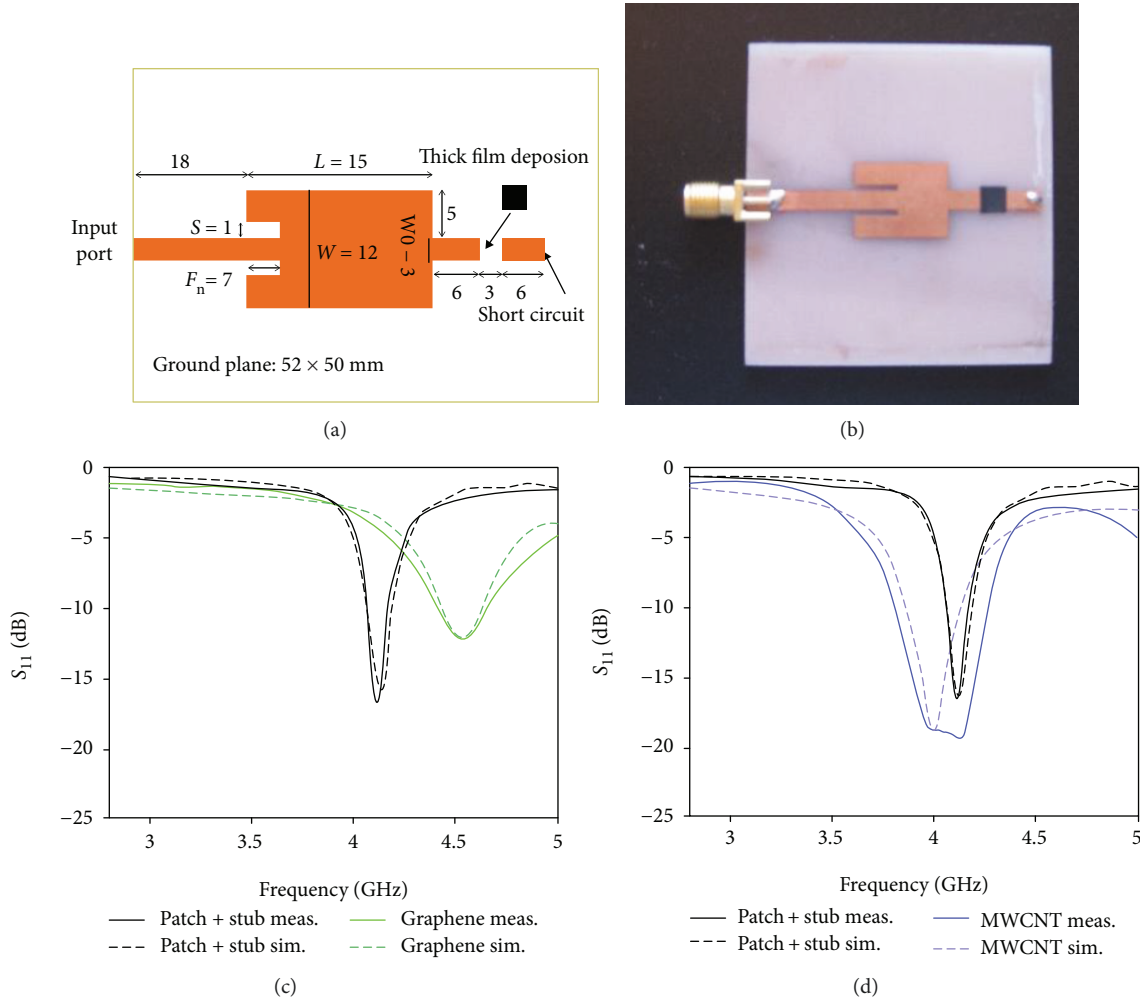 18
L = 15
Thick film deposion
Input
port
S = 1
5
W = 12
W0 – 3
Fn = 7
6
3
6
Short circuit
Ground plane: 52 × 50 mm
(a)
(b)
0
−5
−10
−15
−20
−25
3
3.5
4
4.5
5
S11 (dB)
Frequency (GHz)
Patch + stub meas.
Patch + stub sim.
Graphene meas.
Graphene sim.
(c)
0
−5
−10
−15
−20
−25
3
3.5
4
4.5
5
S11 (dB)
Frequency (GHz)
Patch + stub meas.
Patch + stub sim.
MWCNT meas.
MWCNT sim.
(d)